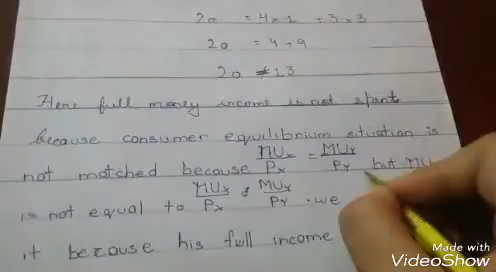 20 = 4×1 = 3×3
20 = 4+9
20 ≠ 13
Here full money income is not spent
because consumer equilibrium situation is
not matched because MUx/Px = MUy/Py but MU
is not equal to MUx/Px & MUy/Py . we
it because his full income
Made with
VideoShow